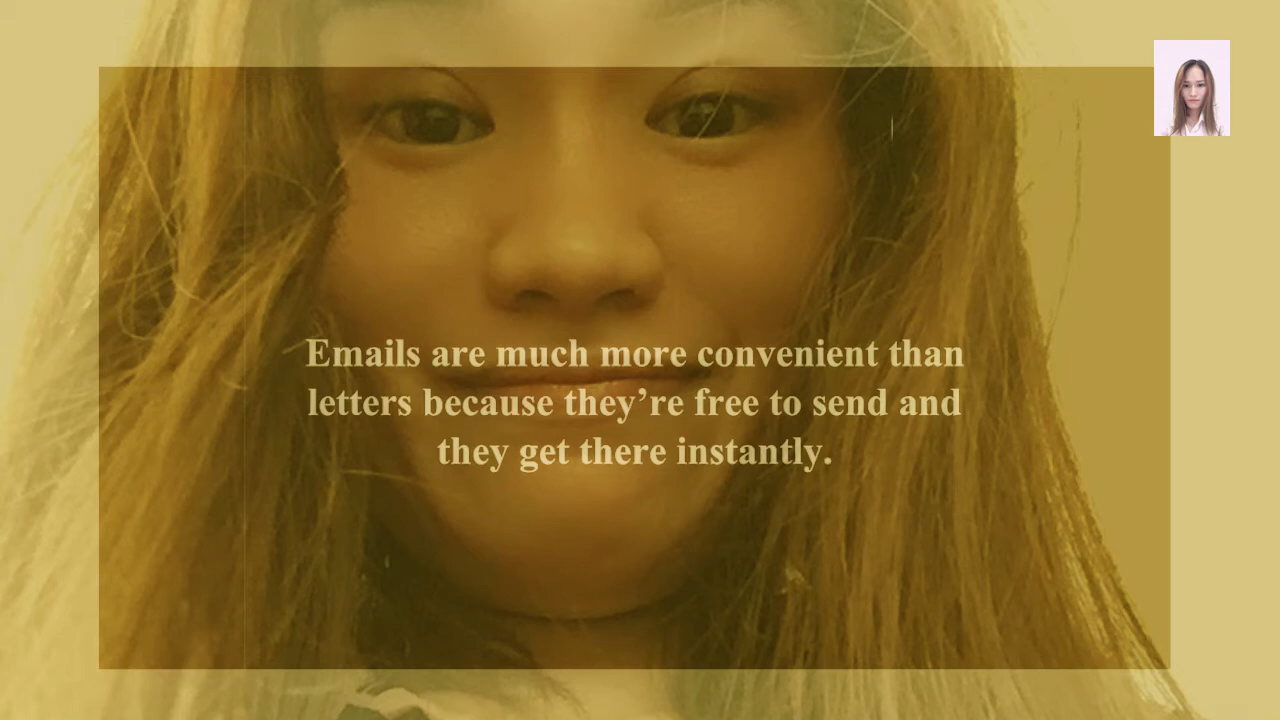 Emails are much more convenient than
letters because they’re free to send and
they get there instantly.